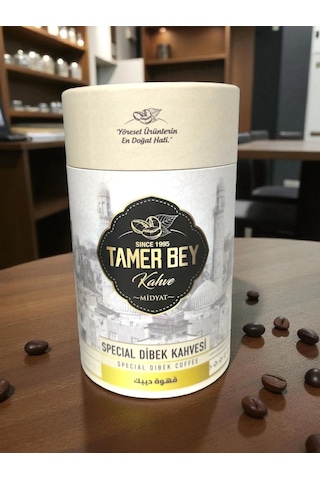 'Yöresel Ürünlerin
En Doğal Hali.'
SINCE 1995
TAMER BEY
Kahve
~MİDYAT~
SPECIAL DİBEK KAHVESİ
SPECIAL DIBEK COFFEE
قهوة ديبك